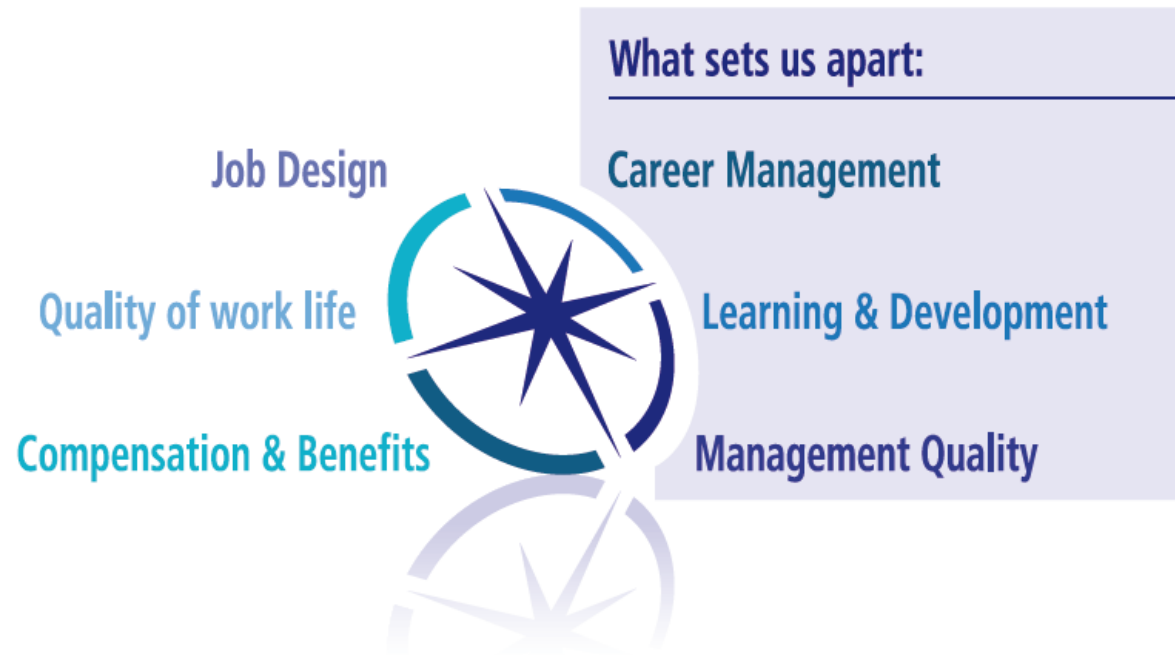 What sets us apart:
Job Design
Career Management
Quality of work life
Learning & Development
Compensation & Benefits
Management Quality